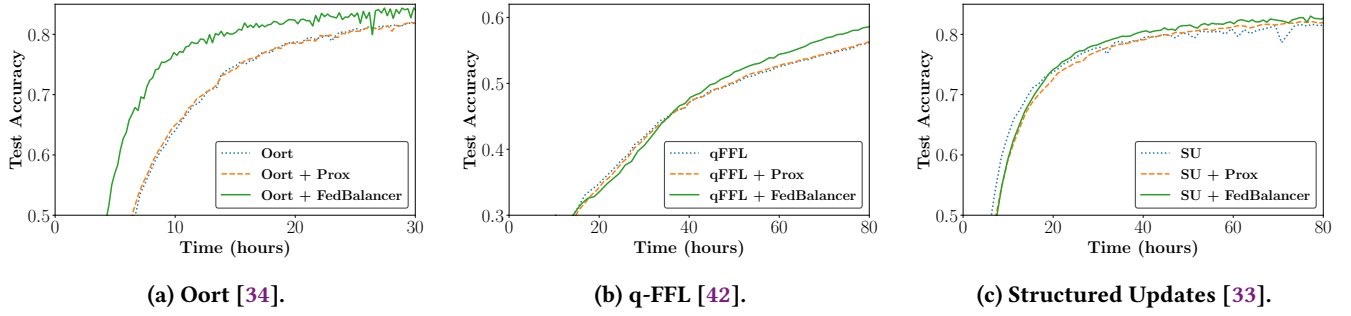 Test Accuracy
0.8
0.7
0.6
0.5
0
10
20
30
Time (hours)
Oort
Oort + Prox
Oort + FedBalancer
(a) Oort [34].
Test Accuracy
0.6
0.5
0.4
0.3
0
20
40
60
80
Time (hours)
qFFL
qFFL + Prox
qFFL + FedBalancer
(b) q-FFL [42].
Test Accuracy
0.8
0.7
0.6
0.5
0
20
40
60
80
Time (hours)
SU
SU + Prox
SU + FedBalancer
(c) Structured Updates [33].